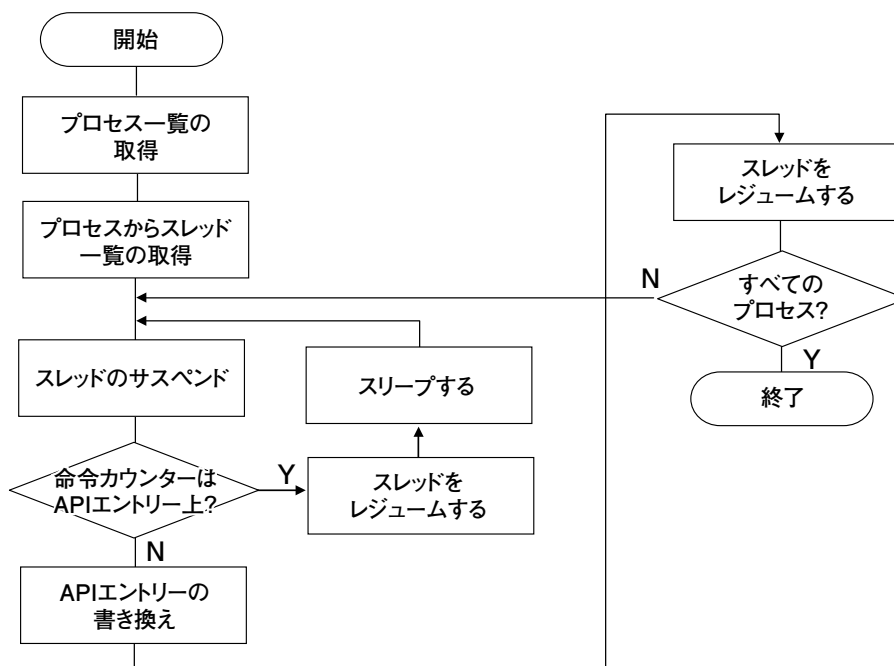 開始
プロセス一覧の
取得
プロセスからスレッド
一覧の取得
スレッドのサスペンド
命令カウンターは
APIエントリー上?
Y
N
APIエントリーの
書き換え
スリープする
スレッドを
レジュームする
スレッドを
レジュームする
すべての
プロセス?
N
Y
終了